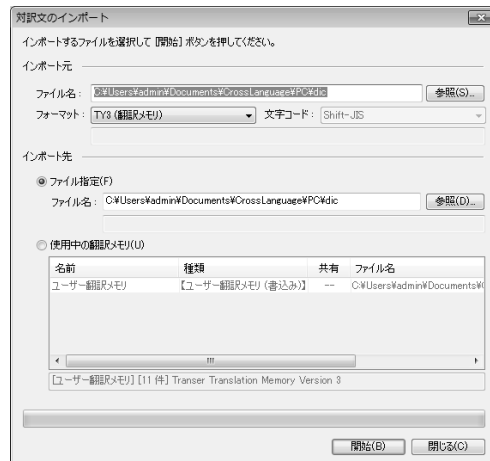 対訳文のインポート
インポートするファイルを選択して [開始] ボタンを押してください。
インポート元
ファイル名： C:¥Users¥admin¥Documents¥CrossLanguage¥PC¥dic 参照(S)...
フォーマット： TY3 (翻訳メモリ) 文字コード： Shift-JIS
インポート先
ファイル指定(F)
ファイル名： C:¥Users¥admin¥Documents¥CrossLanguage¥PC¥dic 参照(D)...
使用中の翻訳メモリ(U)
名前 種類 共有 ファイル名
ユーザー翻訳メモリ 【ユーザー翻訳メモリ (書込み)】 -- C:¥Users¥admin¥Documents¥
[ユーザー翻訳メモリ] [11 件] Transer Translation Memory Version 3
開始(B) 閉じる(C)